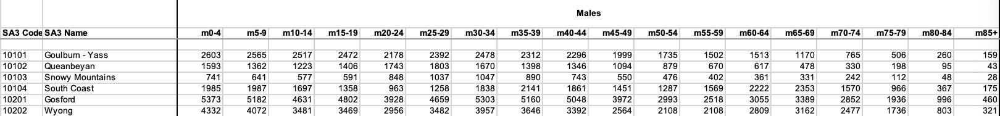 Males
SA3 Code SA3 Name m0-4 m5-9 m10-14 m15-19 m20-24 m25-29 m30-34 m35-39 m40-44 m45-49 m50-54 m55-59 m60-64 m65-69 m70-74 m75-79 m80-84 m85+
10101 Goulburn - Yass 2603 2565 2517 2472 2178 2392 2478 2312 2296 1999 1735 1502 1513 1170 765 506 260 159
10102 Queanbeyan 1593 1362 1223 1406 1743 1803 1670 1398 1346 1094 879 670 617 478 330 198 95 43
10103 Snowy Mountains 741 641 577 591 848 1037 1047 890 743 550 476 402 361 331 242 112 48 28
10104 South Coast 1985 1987 1697 1358 963 1258 1838 2141 1861 1451 1287 1569 2222 2353 1570 966 367 175
10201 Gosford 5373 5182 4631 4802 3928 4659 5303 5160 5048 3972 2993 2518 3055 3389 2852 1936 996 460
10202 Wyong 4332 4072 3481 3469 2956 3482 3957 3646 3392 2564 2108 2108 2809 3162 2477 1736 803 321